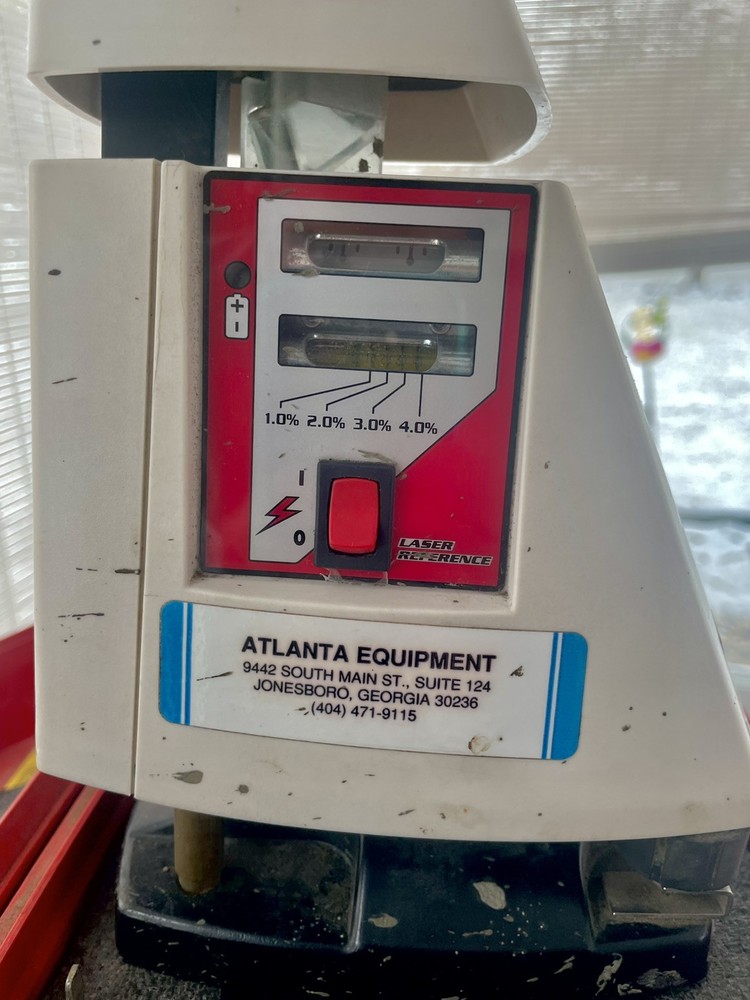 +
-
1.0% 2.0% 3.0% 4.0%
I
0
LASER
REFERENCE
ATLANTA EQUIPMENT
9442 SOUTH MAIN ST., SUITE 124
JONESBORO, GEORGIA 30236
(404) 471-9115